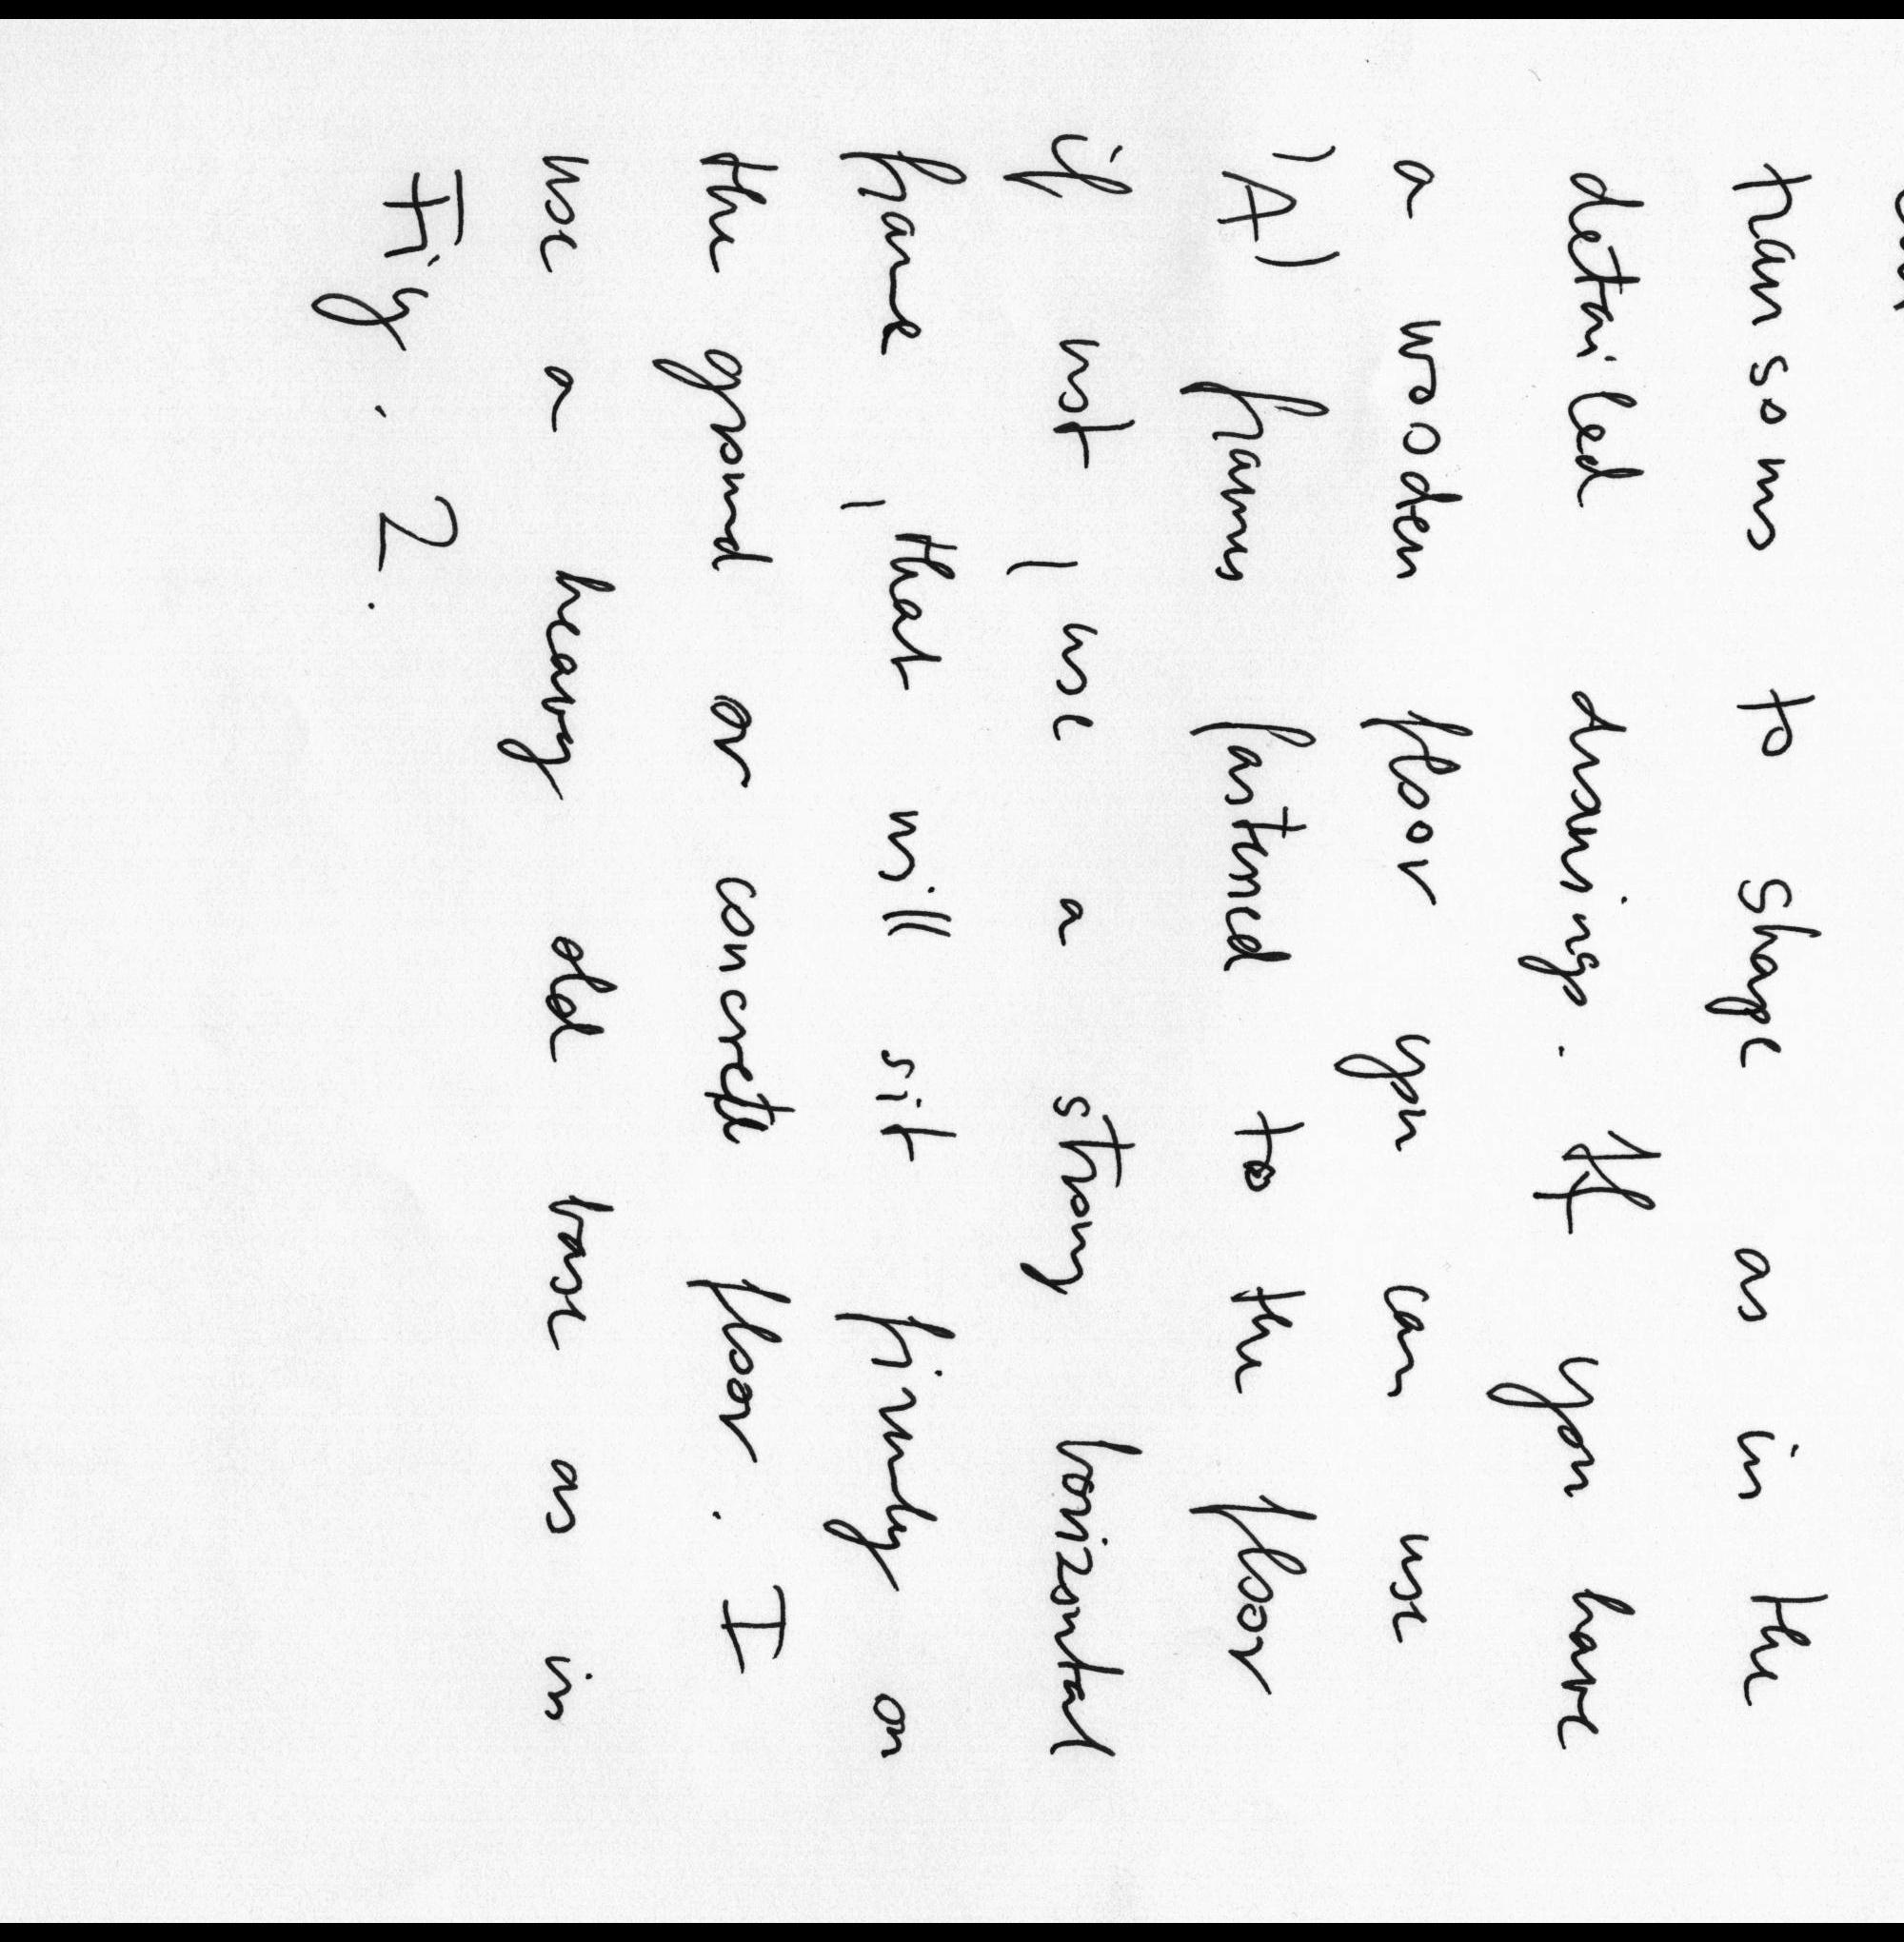 transoms to shape as in the
detailed drawings. If you have
a wooden floor you can use
'A' frames fastened to the floor
if not, use a strong horizontal
frame, that will sit firmly on
the ground or concrete floor. I
use a heavy old base as in
Fig. 2.